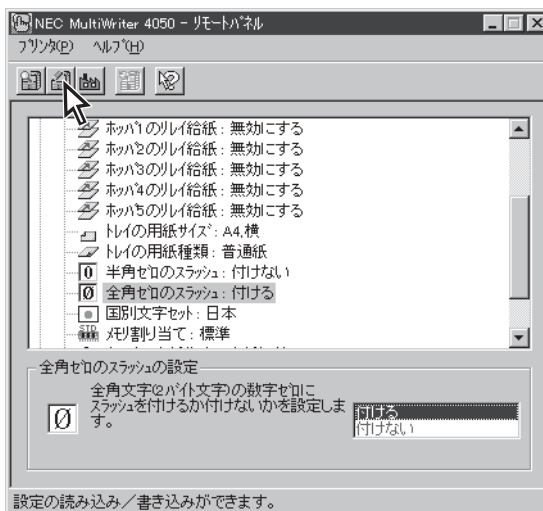 NEC MultiWriter 4050 - リモートパネル
プリンタ(P) ヘルプ(H)
ホッパ1のリレイ給紙: 無効にする
ホッパ2のリレイ給紙: 無効にする
ホッパ3のリレイ給紙: 無効にする
ホッパ4のリレイ給紙: 無効にする
ホッパ5のリレイ給紙: 無効にする
トレイの用紙サイズ: A4,横
トレイの用紙種類: 普通紙
半角ゼロのスラッシュ: 付けない
全角ゼロのスラッシュ: 付ける
国別文字セット: 日本
STD メモリ割り当て: 標準
全角ゼロのスラッシュの設定
全角文字(2バイト文字)の数字ゼロに
スラッシュを付けるか付けないかを設定しま
す。
付ける
付けない
設定の読み込み/書き込みができます。